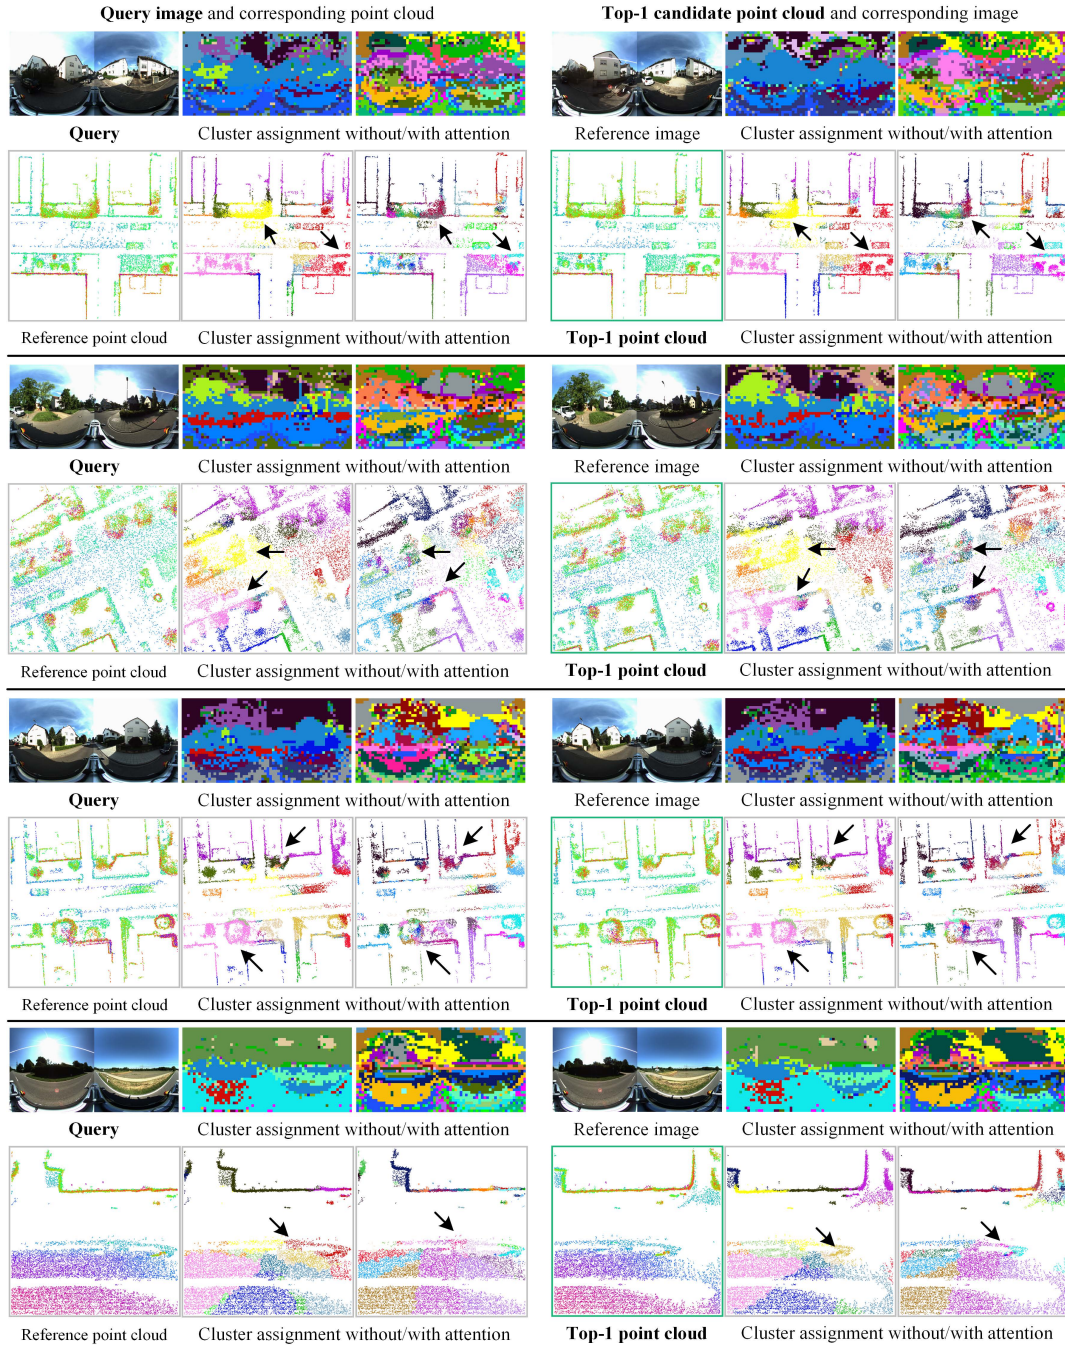 Query image and corresponding point cloud
Top-1 candidate point cloud and corresponding image
Query
Cluster assignment without/with attention
Reference image
Cluster assignment without/with attention
Reference point cloud
Cluster assignment without/with attention
Top-1 point cloud
Cluster assignment without/with attention
Query
Cluster assignment without/with attention
Reference image
Cluster assignment without/with attention
Reference point cloud
Cluster assignment without/with attention
Top-1 point cloud
Cluster assignment without/with attention
Query
Cluster assignment without/with attention
Reference image
Cluster assignment without/with attention
Reference point cloud
Cluster assignment without/with attention
Top-1 point cloud
Cluster assignment without/with attention
Query
Cluster assignment without/with attention
Reference image
Cluster assignment without/with attention
Reference point cloud
Cluster assignment without/with attention
Top-1 point cloud
Cluster assignment without/with attention